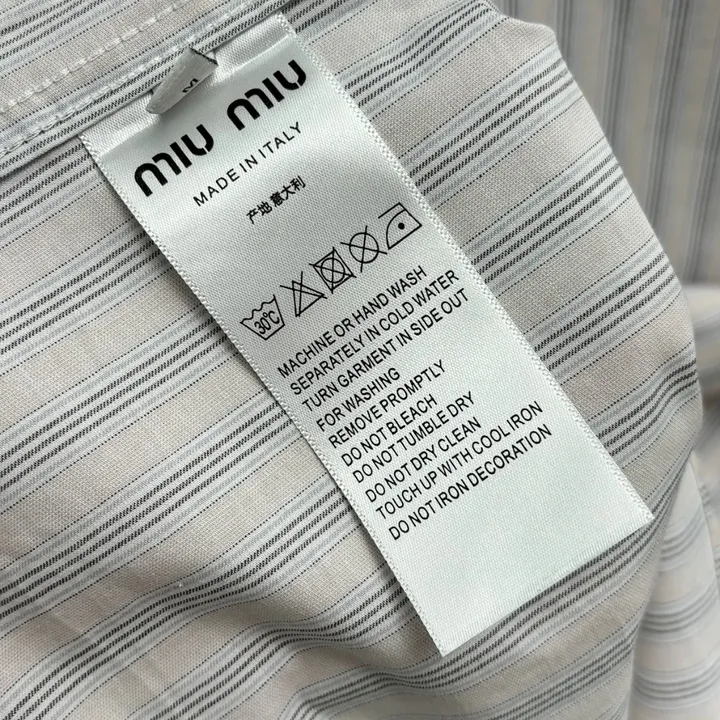 M
miu miu
MADE IN ITALY
产地 意大利
30℃
MACHINE OR HAND WASH
SEPARATELY IN COLD WATER
TURN GARMENT IN SIDE OUT
FOR WASHING
REMOVE PROMPTLY
DO NOT BLEACH
DO NOT TUMBLE DRY
DO NOT DRY CLEAN
TOUCH UP WITH COOL IRON
DO NOT IRON DECORATION